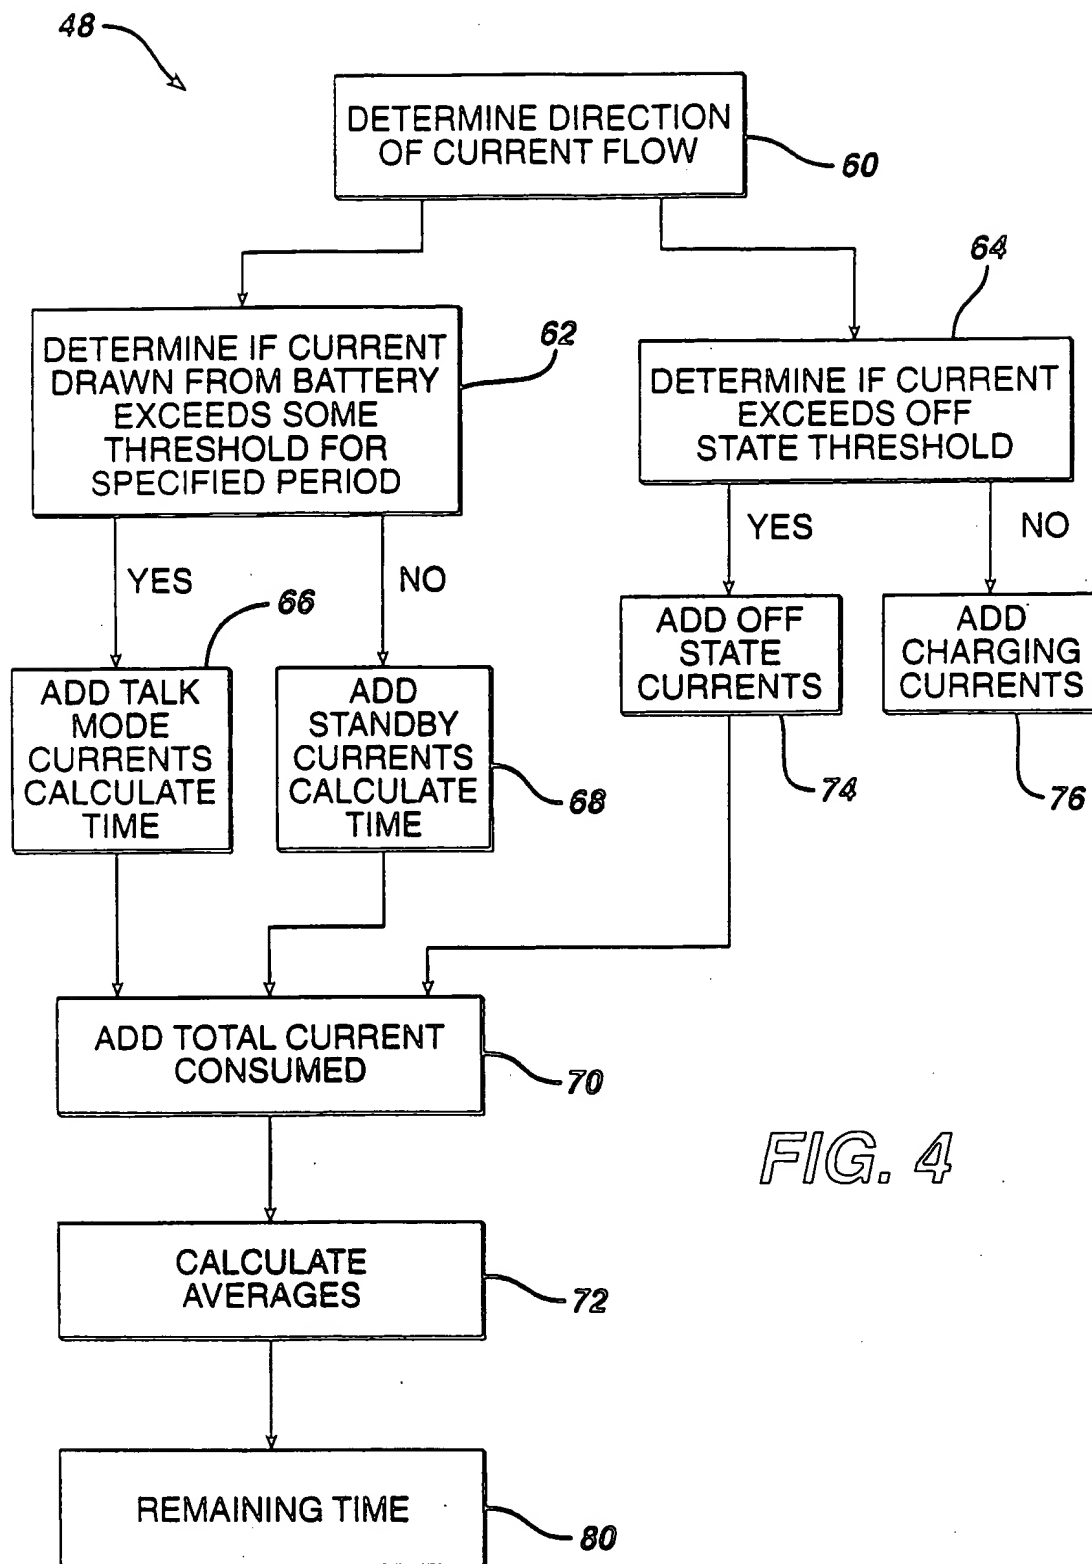 48
DETERMINE DIRECTION
OF CURRENT FLOW
60
64
62
DETERMINE IF CURRENT
DRAWN FROM BATTERY
EXCEEDS SOME
THRESHOLD FOR
SPECIFIED PERIOD
DETERMINE IF CURRENT
EXCEEDS OFF
STATE THRESHOLD
YES
NO
YES
NO
66
ADD TALK
MODE
CURRENTS
CALCULATE
TIME
ADD
STANDBY
CURRENTS
CALCULATE
TIME
68
ADD OFF
STATE
CURRENTS
74
ADD
CHARGING
CURRENTS
76
ADD TOTAL CURRENT
CONSUMED
70
FIG. 4
CALCULATE
AVERAGES
72
REMAINING TIME
80